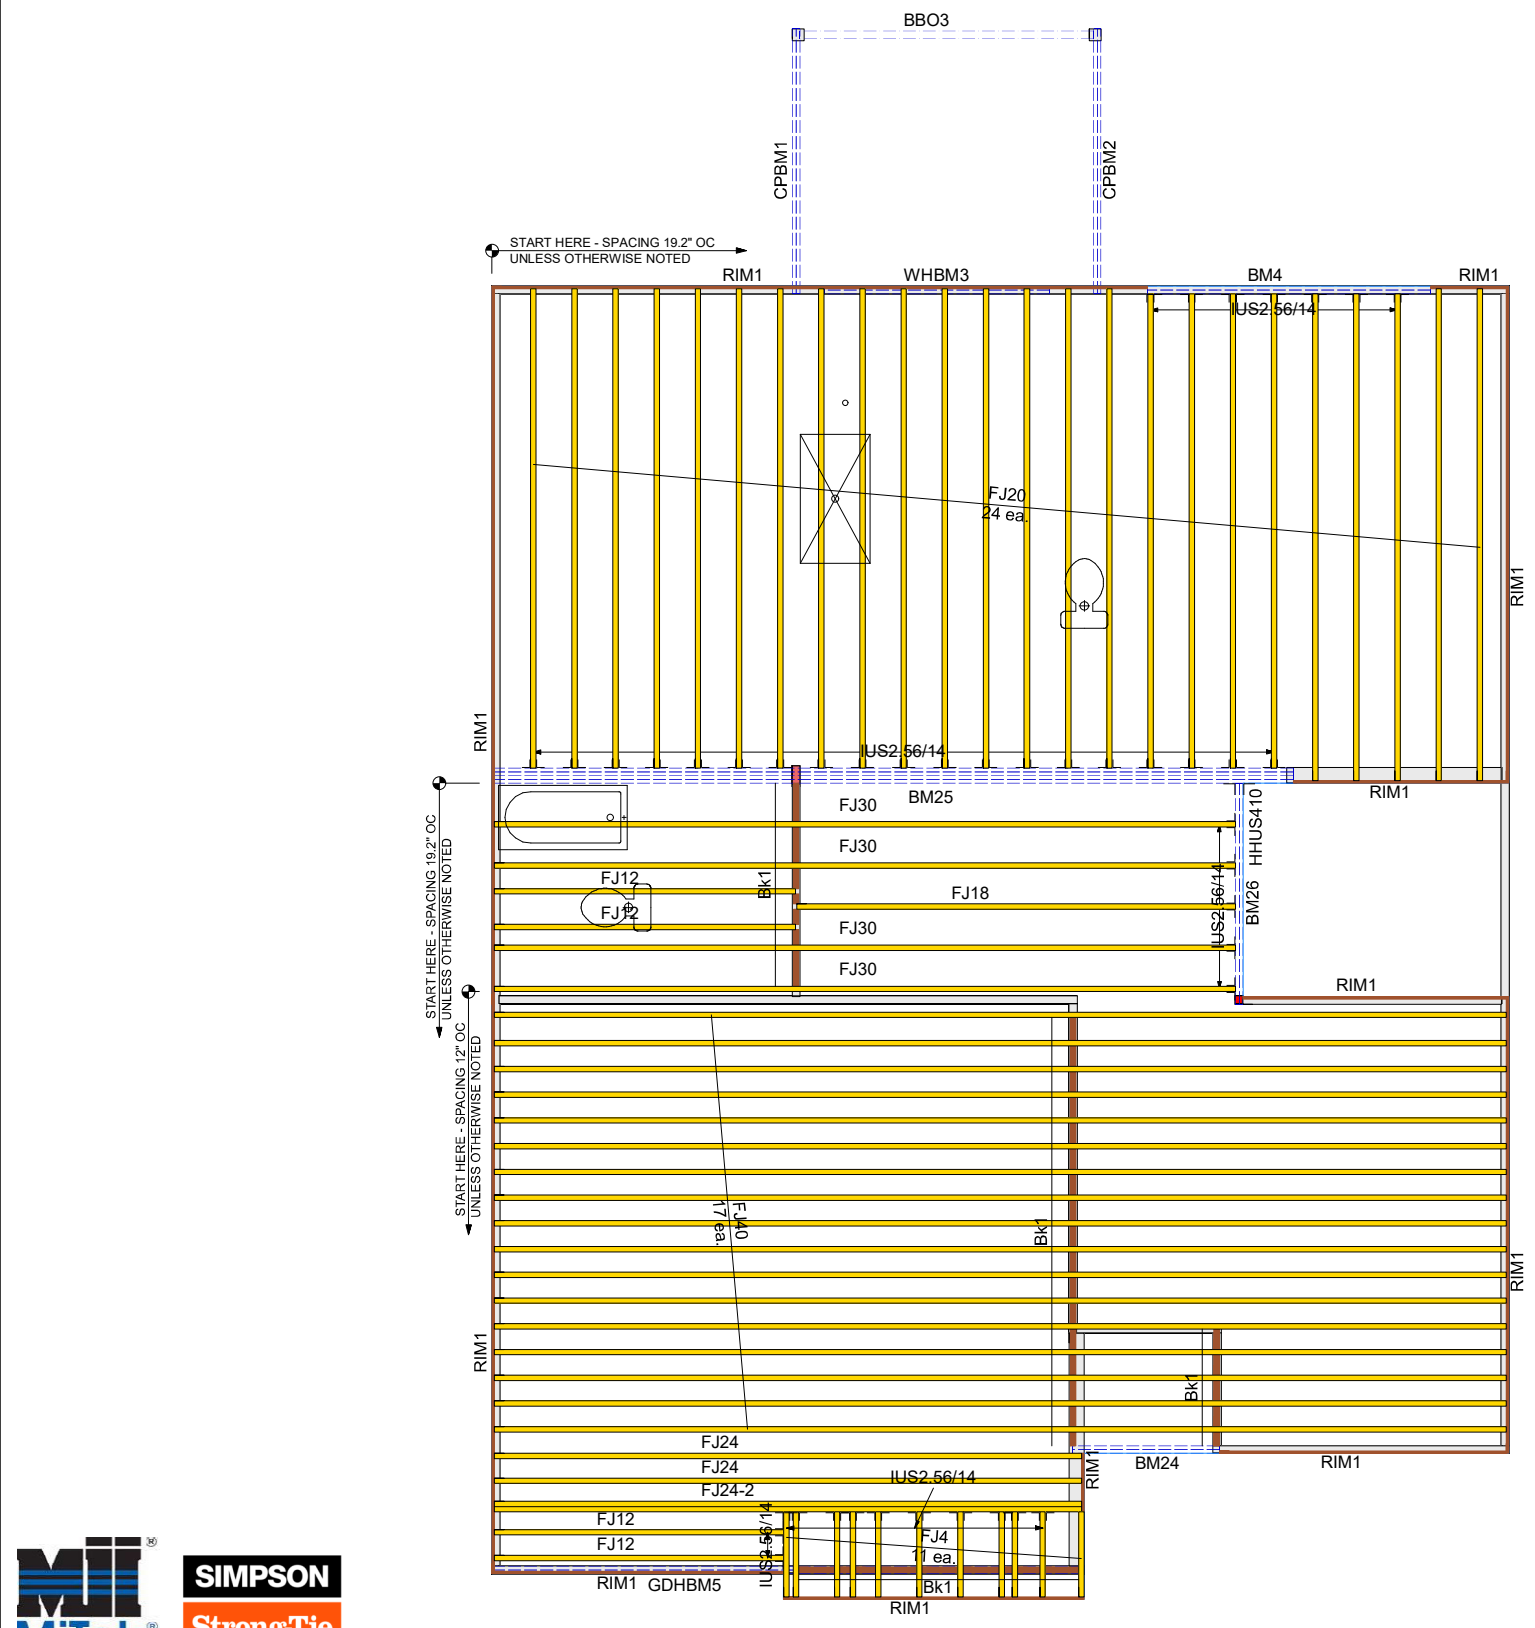 BBO3
CPBM1
CPBM2
START HERE - SPACING 19.2" OC
UNLESS OTHERWISE NOTED
RIM1
WHBM3
BM4
RIM1
IUS2.56/14
FJ20
24 ea.
RIM1
RIM1
IUS2.56/14
BM25
RIM1
START HERE - SPACING 19.2" OC
UNLESS OTHERWISE NOTED
FJ30
FJ30
HHUS410
FJ12
Bk1
FJ18
IUS2.56/14
BM26
FJ12
FJ30
FJ30
RIM1
START HERE - SPACING 12" OC
UNLESS OTHERWISE NOTED
FJ40
17 ea.
Bk1
RIM1
RIM1
Bk1
FJ24
FJ24
FJ24-2
RIM1
BM24
RIM1
IUS2.56/14
FJ12
FJ12
IUS2.56/14
FJ4
11 ea.
RIM1
GDHBM5
Bk1
RIM1
MiTek®
®
SIMPSON
Strong-Tie